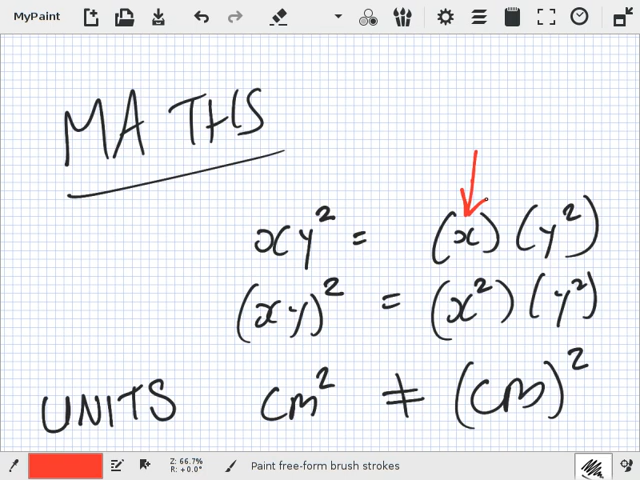 MyPaint
MATHS
xy² = (x)(y²)
(xy)² = (x²)(y²)
UNITS cm² ≠ (cm)²
Z: 66.7%
R: +0.0°
Paint free-form brush strokes